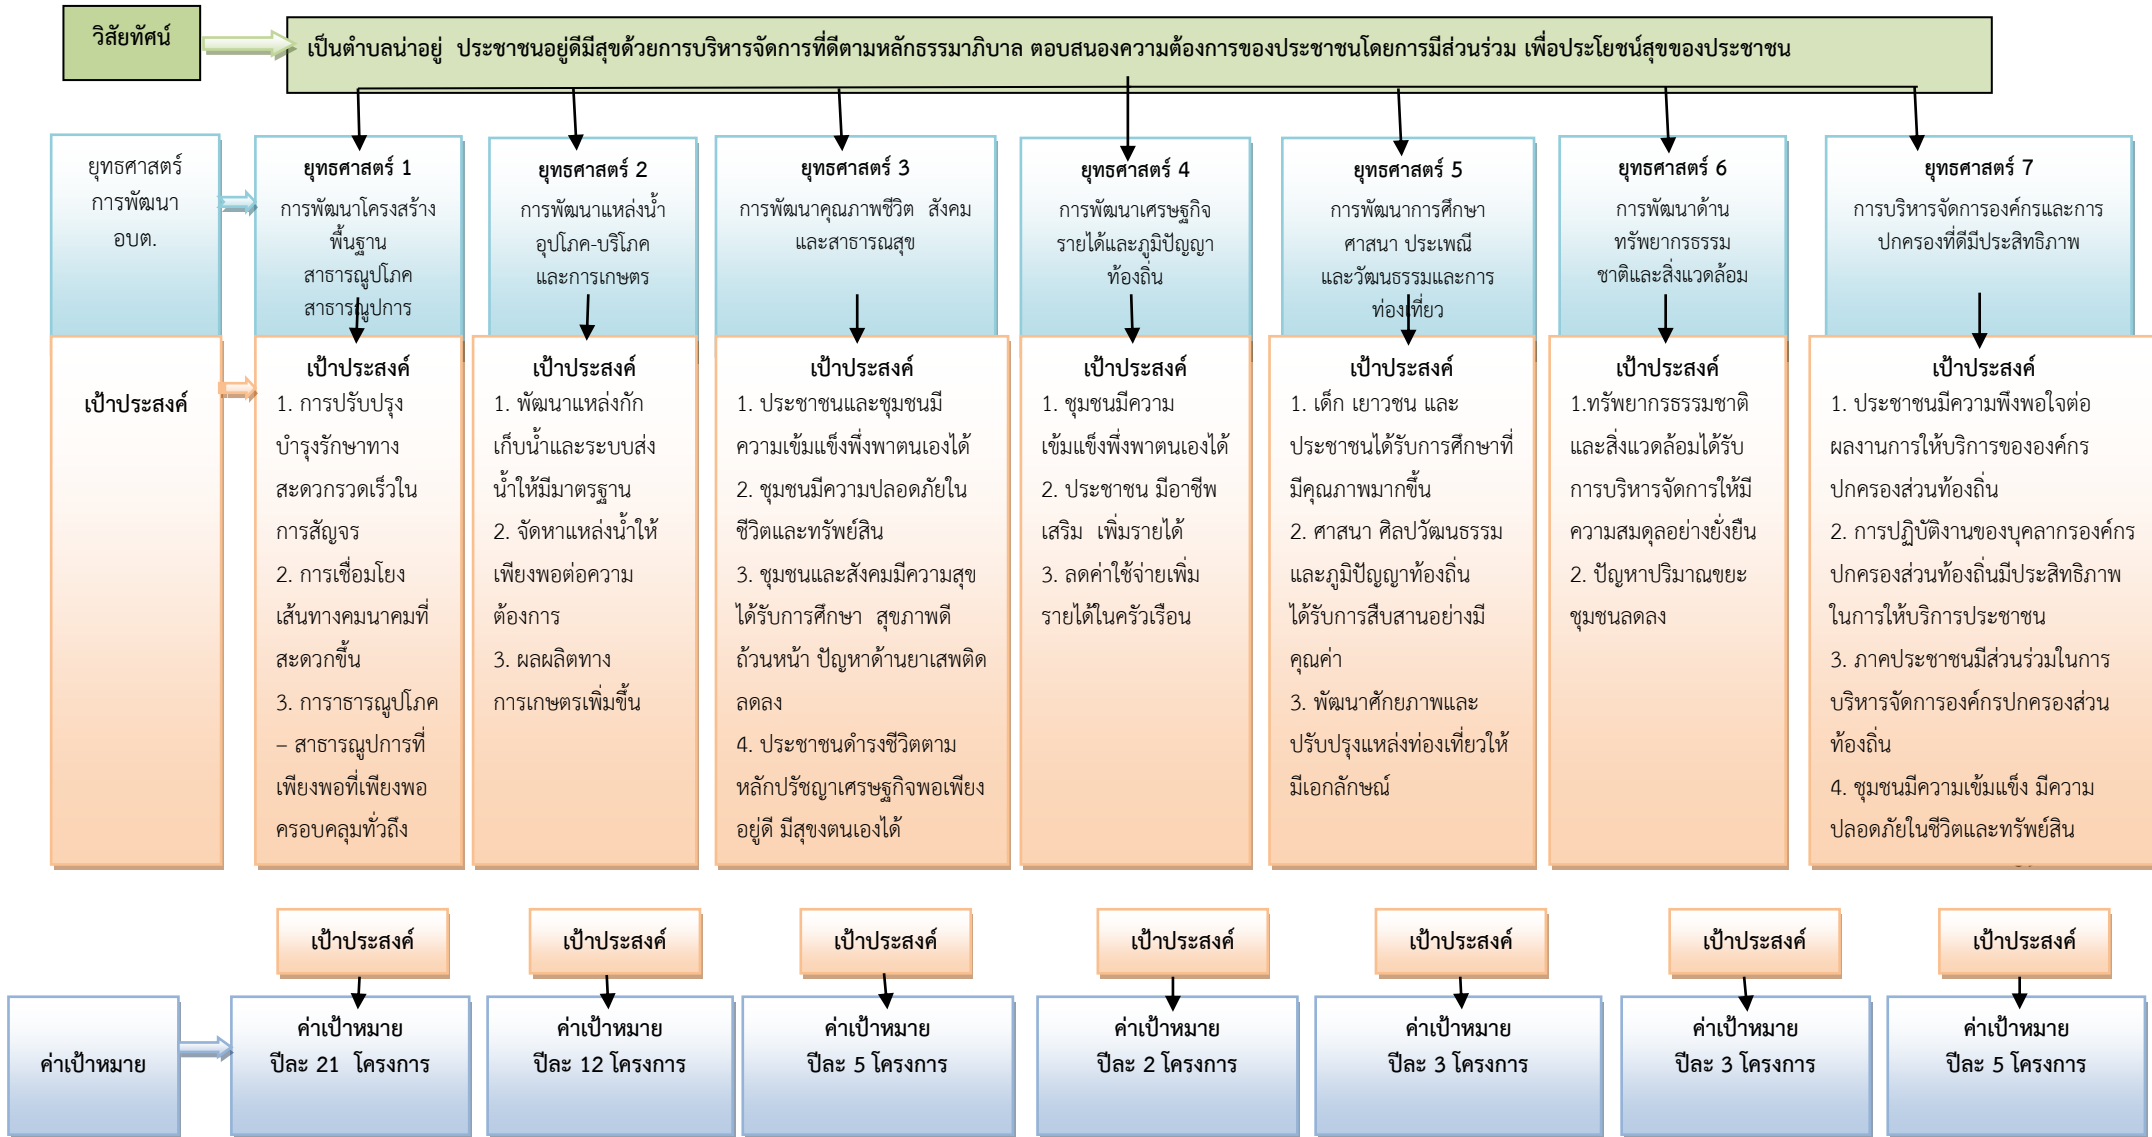 วิสัยทัศน์
เป็นตำบลน่าอยู่ ประชาชนอยู่ดีมีสุขด้วยการบริหารจัดการที่ดีตามหลักธรรมาภิบาล ตอบสนองความต้องการของประชาชนโดยการมีส่วนร่วม เพื่อประโยชน์สุขของประชาชน
ยุทธศาสตร์
การพัฒนา
อบต.
ยุทธศาสตร์ 1
การพัฒนาโครงสร้าง
พื้นฐาน
สาธารณูปโภค
สาธารณูปการ
ยุทธศาสตร์ 2
การพัฒนาแหล่งน้ำ
อุปโภค-บริโภค
และการเกษตร
ยุทธศาสตร์ 3
การพัฒนาคุณภาพชีวิต สังคม
และสาธารณสุข
ยุทธศาสตร์ 4
การพัฒนาเศรษฐกิจ
รายได้และภูมิปัญญา
ท้องถิ่น
ยุทธศาสตร์ 5
การพัฒนาการศึกษา
ศาสนา ประเพณี
และวัฒนธรรมและการ
ท่องเที่ยว
ยุทธศาสตร์ 6
การพัฒนาด้าน
ทรัพยากรธรรม
ชาติและสิ่งแวดล้อม
ยุทธศาสตร์ 7
การบริหารจัดการองค์กรและการ
ปกครองที่ดีมีประสิทธิภาพ
เป้าประสงค์
เป้าประสงค์
1. การปรับปรุง
บำรุงรักษาทาง
สะดวกรวดเร็วใน
การสัญจร
2. การเชื่อมโยง
เส้นทางคมนาคมที่
สะดวกขึ้น
3. การาธารณูปโภค
– สาธารณูปการที่
เพียงพอที่เพียงพอ
ครอบคลุมทั่วถึง
เป้าประสงค์
1. พัฒนาแหล่งกัก
เก็บน้ำและระบบส่ง
น้ำให้มีมาตรฐาน
2. จัดหาแหล่งน้ำให้
เพียงพอต่อความ
ต้องการ
3. ผลผลิตทาง
การเกษตรเพิ่มขึ้น
เป้าประสงค์
1. ประชาชนและชุมชนมี
ความเข้มแข็งพึ่งพาตนเองได้
2. ชุมชนมีความปลอดภัยใน
ชีวิตและทรัพย์สิน
3. ชุมชนและสังคมมีความสุข
ได้รับการศึกษา สุขภาพดี
ถ้วนหน้า ปัญหาด้านยาเสพติด
ลดลง
4. ประชาชนดำรงชีวิตตาม
หลักปรัชญาเศรษฐกิจพอเพียง
อยู่ดี มีสุขงตนเองได้
เป้าประสงค์
1. ชุมชนมีความ
เข้มแข็งพึ่งพาตนเองได้
2. ประชาชน มีอาชีพ
เสริม เพิ่มรายได้
3. ลดค่าใช้จ่ายเพิ่ม
รายได้ในครัวเรือน
เป้าประสงค์
1. เด็ก เยาวชน และ
ประชาชนได้รับการศึกษาที่
มีคุณภาพมากขึ้น
2. ศาสนา ศิลปวัฒนธรรม
และภูมิปัญญาท้องถิ่น
ได้รับการสืบสานอย่างมี
คุณค่า
3. พัฒนาศักยภาพและ
ปรับปรุงแหล่งท่องเที่ยวให้
มีเอกลักษณ์
เป้าประสงค์
1.ทรัพยากรธรรมชาติ
และสิ่งแวดล้อมได้รับ
การบริหารจัดการให้มี
ความสมดุลอย่างยั่งยืน
2. ปัญหาปริมาณขยะ
ชุมชนลดลง
เป้าประสงค์
1. ประชาชนมีความพึงพอใจต่อ
ผลงานการให้บริการขององค์กร
ปกครองส่วนท้องถิ่น
2. การปฏิบัติงานของบุคลากรองค์กร
ปกครองส่วนท้องถิ่นมีประสิทธิภาพ
ในการให้บริการประชาชน
3. ภาคประชาชนมีส่วนร่วมในการ
บริหารจัดการองค์กรปกครองส่วน
ท้องถิ่น
4. ชุมชนมีความเข้มแข็ง มีความ
ปลอดภัยในชีวิตและทรัพย์สิน
เป้าประสงค์
เป้าประสงค์
เป้าประสงค์
เป้าประสงค์
เป้าประสงค์
เป้าประสงค์
เป้าประสงค์
ค่าเป้าหมาย
ค่าเป้าหมาย
ปีละ 21 โครงการ
ค่าเป้าหมาย
ปีละ 12 โครงการ
ค่าเป้าหมาย
ปีละ 5 โครงการ
ค่าเป้าหมาย
ปีละ 2 โครงการ
ค่าเป้าหมาย
ปีละ 3 โครงการ
ค่าเป้าหมาย
ปีละ 3 โครงการ
ค่าเป้าหมาย
ปีละ 5 โครงการ